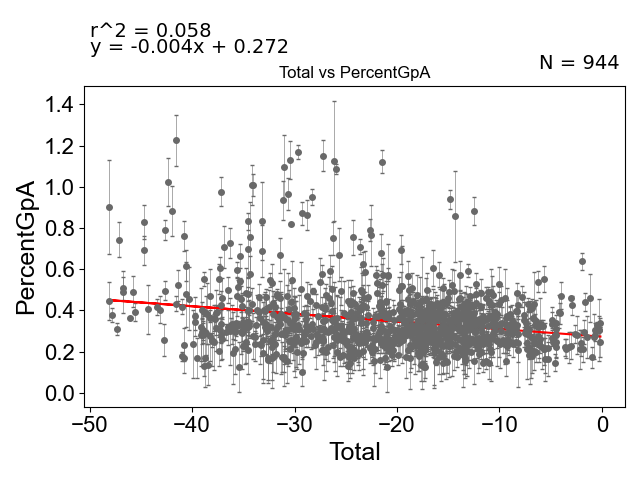 r^2 = 0.058
y = -0.004x + 0.272
N = 944
Total vs PercentGpA
PercentGpA
1.4
1.2
1.0
0.8
0.6
0.4
0.2
0.0
−50 −40 −30 −20 −10 0
Total